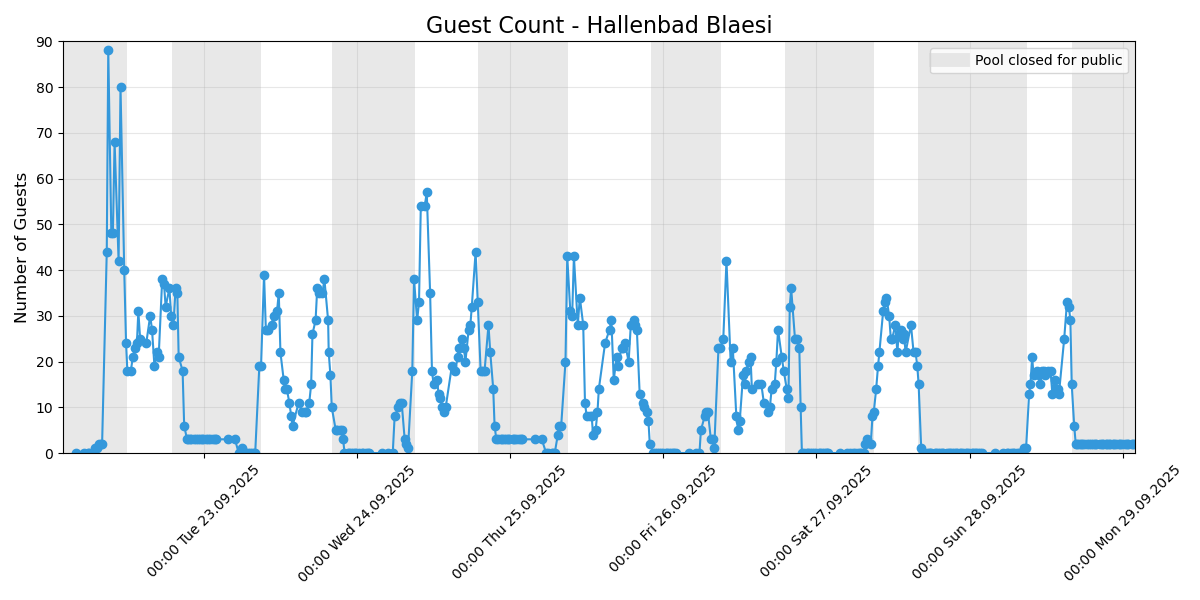 Guest Count - Hallenbad Blaesi
Pool closed for public
Number of Guests
90
80
70
60
50
40
30
20
10
0
00:00 Tue 23.09.2025
00:00 Wed 24.09.2025
00:00 Thu 25.09.2025
00:00 Fri 26.09.2025
00:00 Sat 27.09.2025
00:00 Sun 28.09.2025
00:00 Mon 29.09.2025